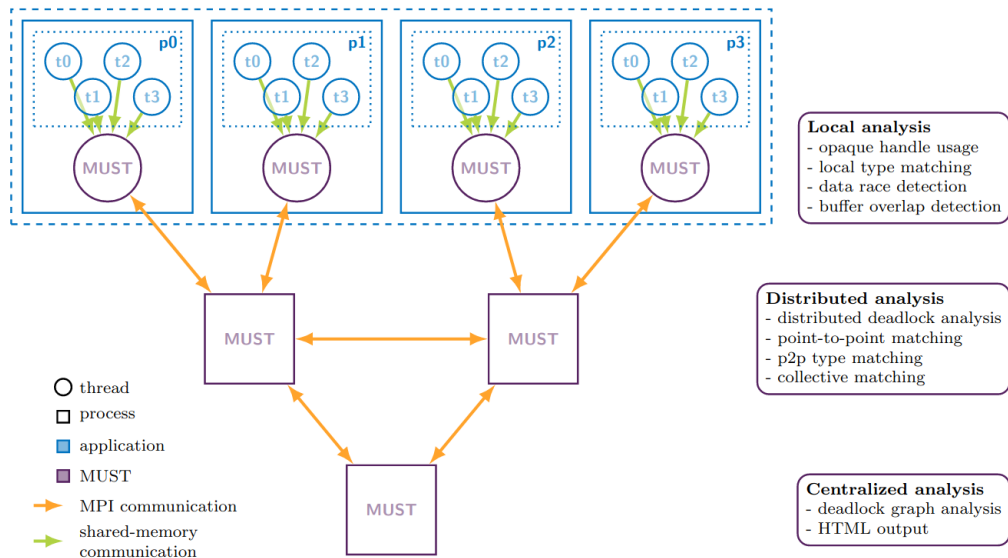 p0
t0
t2
t1
t3
MUST
p1
t0
t2
t1
t3
MUST
p2
t0
t2
t1
t3
MUST
p3
t0
t2
t1
t3
MUST
Local analysis
- opaque handle usage
- local type matching
- data race detection
- buffer overlap detection
MUST
MUST
Distributed analysis
- distributed deadlock analysis
- point-to-point matching
- p2p type matching
- collective matching
thread
process
application
MUST
MPI communication
shared-memory
communication
MUST
Centralized analysis
- deadlock graph analysis
- HTML output